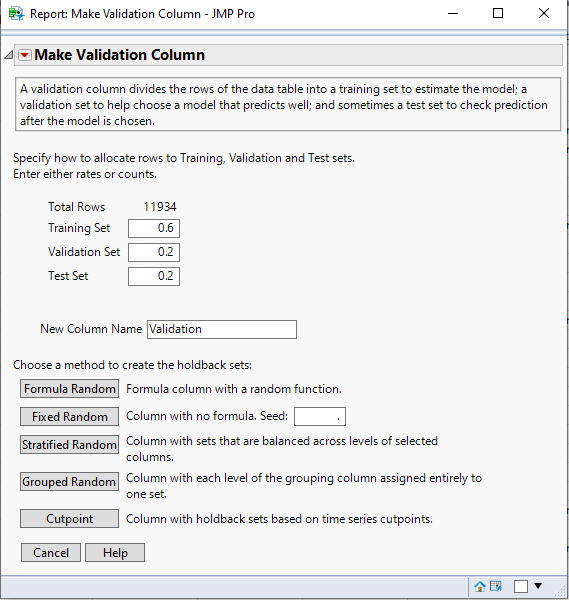 Report: Make Validation Column - JMP Pro
Make Validation Column
A validation column divides the rows of the data table into a training set to estimate the model; a
validation set to help choose a model that predicts well; and sometimes a test set to check prediction
after the model is chosen.
Specify how to allocate rows to Training, Validation and Test sets.
Enter either rates or counts.
Total Rows 11934
Training Set 0.6
Validation Set 0.2
Test Set 0.2
New Column Name Validation
Choose a method to create the holdback sets:
Formula Random Formula column with a random function.
Fixed Random Column with no formula. Seed: .
Stratified Random Column with sets that are balanced across levels of selected
columns.
Grouped Random Column with each level of the grouping column assigned entirely to
one set.
Cutpoint Column with holdback sets based on time series cutpoints.
Cancel Help